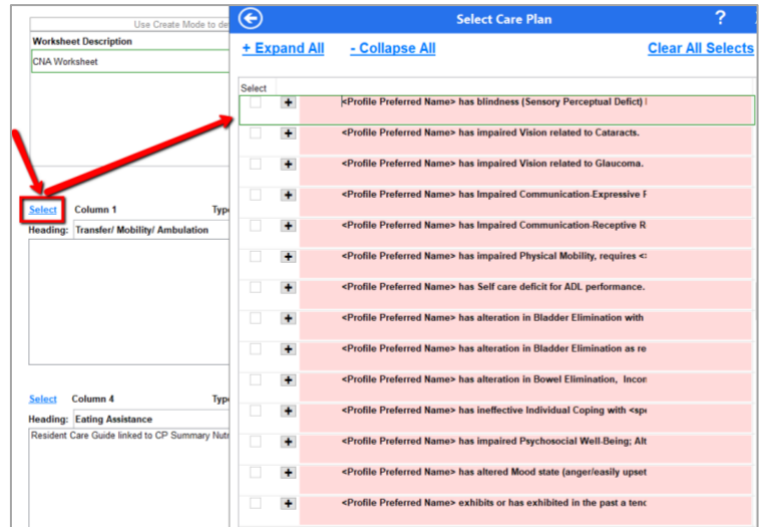 Use Create Mode to de
Worksheet Description
CNA Worksheet
Select Column 1 Typ
Heading: Transfer/ Mobility/ Ambulation
Select Column 4 Typ
Heading: Eating Assistance
Resident Care Guide linked to CP Summary Nutr
Select Care Plan ?
+ Expand All - Collapse All Clear All Selects
Select
<Profile Preferred Name> has blindness (Sensory Perceptual Defict)
<Profile Preferred Name> has impaired Vision related to Cataracts.
<Profile Preferred Name> has impaired Vision related to Glaucoma.
<Profile Preferred Name> has Impaired Communication-Expressive
<Profile Preferred Name> has Impaired Communication-Receptive R
<Profile Preferred Name> has impaired Physical Mobility, requires <
<Profile Preferred Name> has Self care deficit for ADL performance.
<Profile Preferred Name> has alteration in Bladder Elimination with
<Profile Preferred Name> has alteration in Bladder Elimination as re
<Profile Preferred Name> has alteration in Bowel Elimination, Incon
<Profile Preferred Name> has ineffective Individual Coping with <spe
<Profile Preferred Name> has impaired Psychosocial Well-Being; Alt
<Profile Preferred Name> has altered Mood state (anger/easily upset
<Profile Preferred Name> exhibits or has exhibited in the past a tend